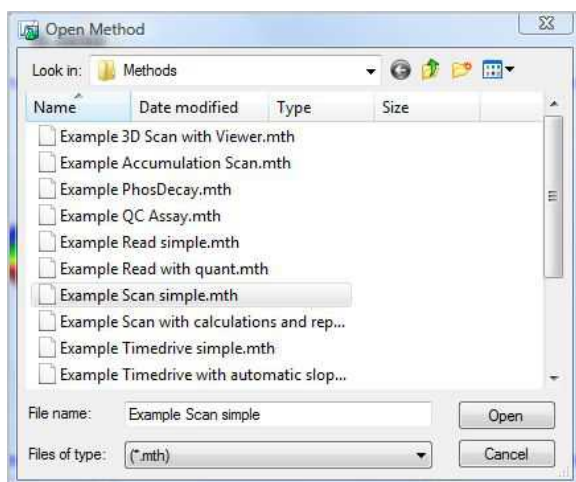 Open Method
Look in: Methods
Name Date modified Type Size
Example 3D Scan with Viewer.mth
Example Accumulation Scan.mth
Example PhosDecay.mth
Example QC Assay.mth
Example Read simple.mth
Example Read with quant.mth
Example Scan simple.mth
Example Scan with calculations and rep...
Example Timedrive simple.mth
Example Timedrive with automatic slop...
File name: Example Scan simple Open
Files of type: (*.mth) Cancel